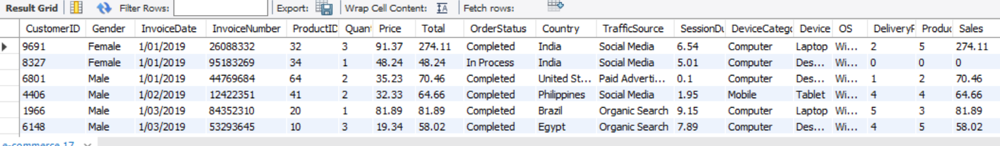 Result Grid Filter Rows: Export: Wrap Cell Content: Fetch rows:
CustomerID Gender InvoiceDate InvoiceNumber ProductID Quan Price Total OrderStatus Country TrafficSource SessionDu DeviceCatego Device OS DeliveryF Produc Sales
9691 Female 1/01/2019 26088332 32 3 91.37 274.11 Completed India Social Media 6.54 Computer Laptop Wi... 2 5 274.11
8327 Female 1/01/2019 95183269 34 1 48.24 48.24 In Process India Social Media 5.01 Computer Des... Wi... 0 0 0
6801 Male 1/01/2019 44769684 64 2 35.23 70.46 Completed United St... Paid Adverti... 0.1 Computer Des... Wi... 1 2 70.46
4406 Male 1/02/2019 12422351 41 2 32.33 64.66 Completed Philippines Social Media 1.95 Mobile Tablet Wi... 4 4 64.66
1966 Male 1/03/2019 84352310 20 1 81.89 81.89 Completed Brazil Organic Search 9.15 Computer Laptop Wi... 5 3 81.89
6148 Male 1/03/2019 53293645 10 3 19.34 58.02 Completed Egypt Organic Search 7.89 Computer Des... Wi... 4 5 58.02
e-commerce 17